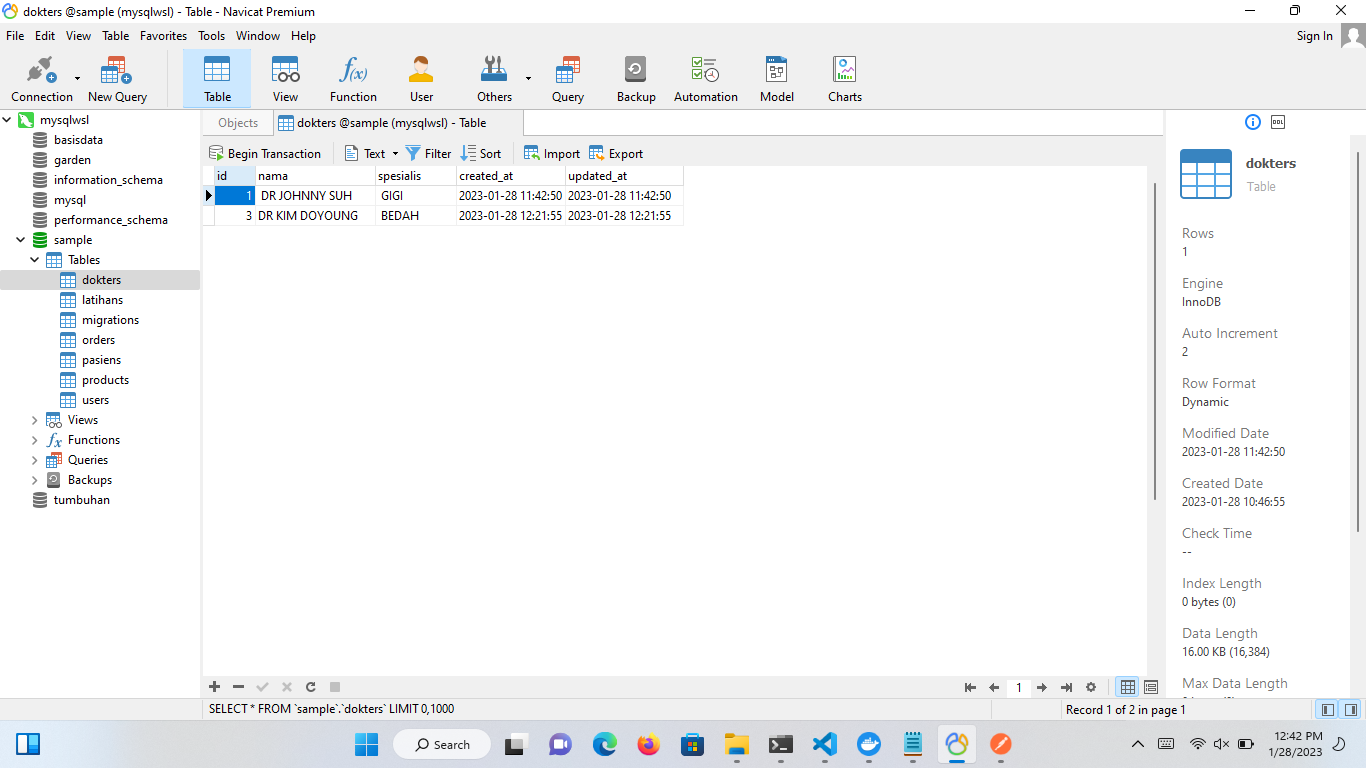 dokters @sample (mysqlwsl) - Table - Navicat Premium
File Edit View Table Favorites Tools Window Help
Sign In
Connection New Query Table View Function User Others Query Backup Automation Model Charts
mysqlwsl
basisdata
garden
information_schema
mysql
performance_schema
sample
Tables
dokters
latihans
migrations
orders
pasiens
products
users
Views
Functions
Queries
Backups
tumbuhan
Objects dokters @sample (mysqlwsl) - Table
Begin Transaction Text Filter Sort Import Export
id nama spesialis created_at updated_at
1 DR JOHNNY SUH GIGI 2023-01-28 11:42:50 2023-01-28 11:42:50
3 DR KIM DOYOUNG BEDAH 2023-01-28 12:21:55 2023-01-28 12:21:55
DDL
dokters
Table
Rows
1
Engine
InnoDB
Auto Increment
2
Row Format
Dynamic
Modified Date
2023-01-28 11:42:50
Created Date
2023-01-28 10:46:55
Check Time
--
Index Length
0 bytes (0)
Data Length
16.00 KB (16,384)
Max Data Length
1
SELECT * FROM `sample`.`dokters` LIMIT 0,1000
Record 1 of 2 in page 1
Search
12:42 PM
1/28/2023